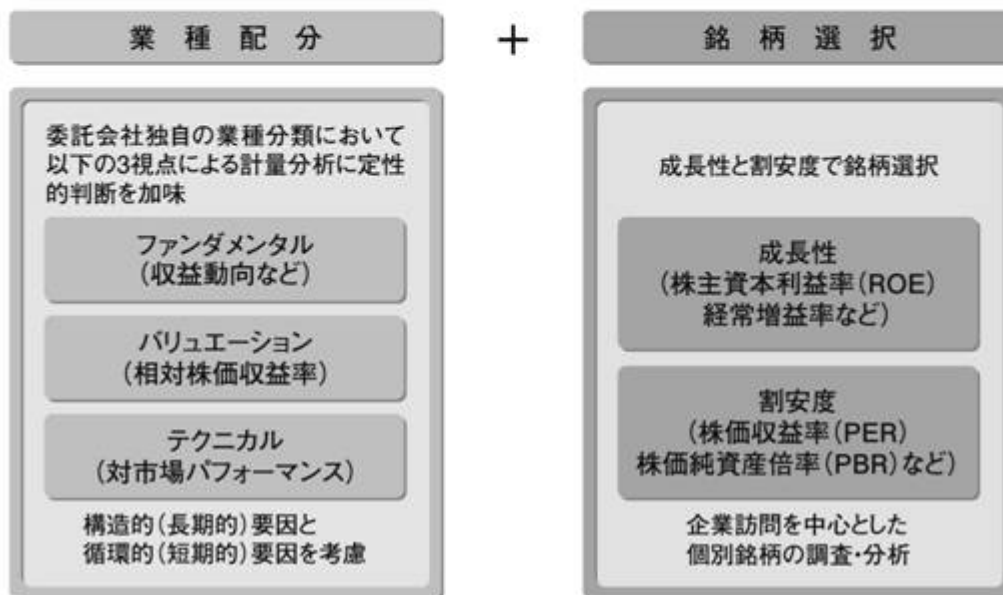 業種配分
+
銘柄選択
委託会社独自の業種分類において
以下の3視点による計量分析に定性
的判断を加味
ファンダメンタル
(収益動向など)
バリュエーション
(相対株価収益率)
テクニカル
(対市場パフォーマンス)
構造的(長期的)要因と
循環的(短期的)要因を考慮
成長性と割安度で銘柄選択
成長性
(株主資本利益率(ROE)
経常増益率など)
割安度
(株価収益率(PER)
株価純資産倍率(PBR)など)
企業訪問を中心とした
個別銘柄の調査・分析